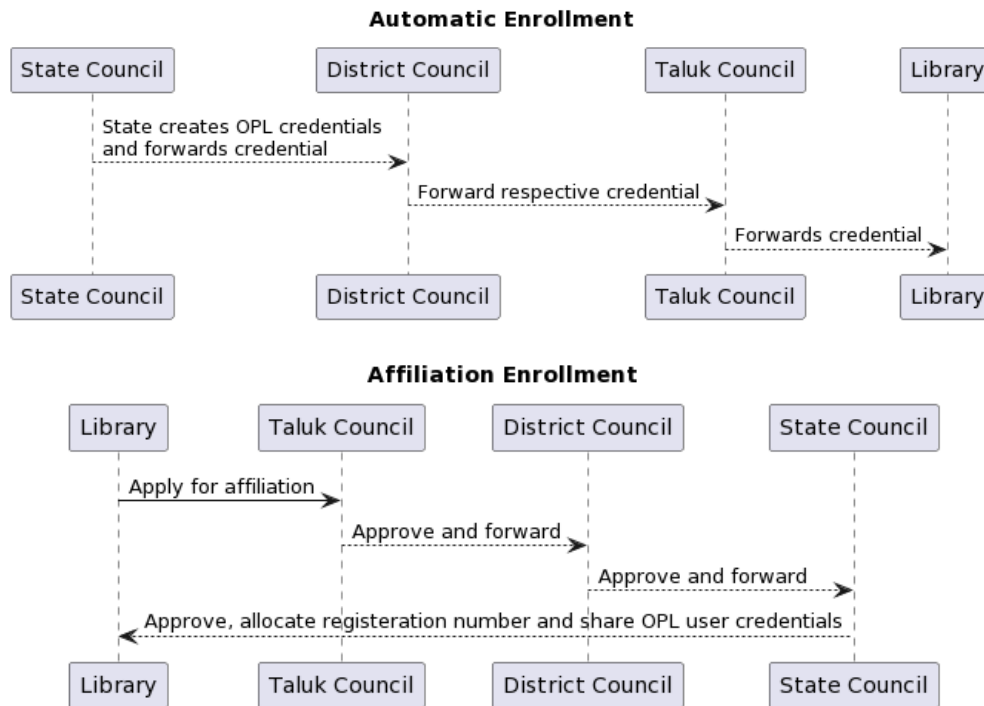 Automatic Enrollment
State Council District Council Taluk Council Library
State creates OPL credentials
and forwards credential
Forward respective credential
Forwards credential
State Council District Council Taluk Council Library
Affiliation Enrollment
Library Taluk Council District Council State Council
Apply for affiliation
Approve and forward
Approve and forward
Approve, allocate registeration number and share OPL user credentials
Library Taluk Council District Council State Council